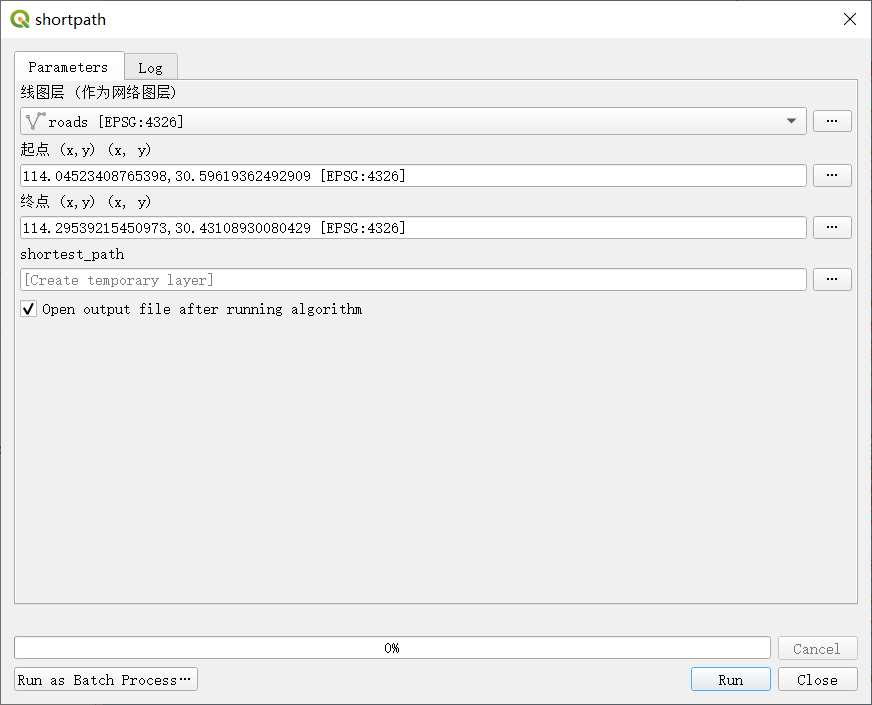 shortpath
Parameters
Log
线图层 (作为网络图层)
roads [EPSG:4326]
...
起点 (x,y) (x, y)
114.04523408765398,30.59619362492909 [EPSG:4326]
...
终点 (x,y) (x, y)
114.29539215450973,30.43108930080429 [EPSG:4326]
...
shortest_path
[Create temporary layer]
...
Open output file after running algorithm
0%
Cancel
Run as Batch Process…
Run
Close